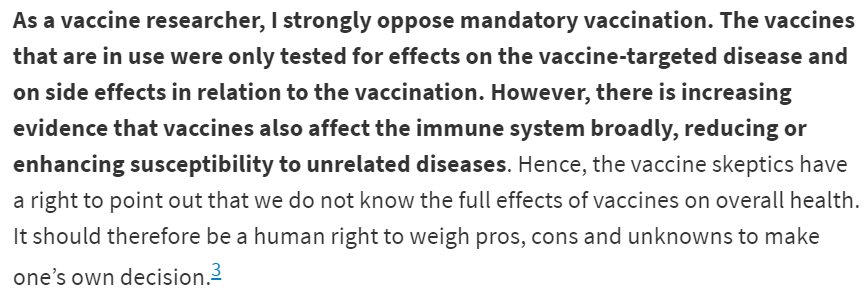 As a vaccine researcher, I strongly oppose mandatory vaccination. The vaccines
that are in use were only tested for effects on the vaccine-targeted disease and
on side effects in relation to the vaccination. However, there is increasing
evidence that vaccines also affect the immune system broadly, reducing or
enhancing susceptibility to unrelated diseases. Hence, the vaccine skeptics have
a right to point out that we do not know the full effects of vaccines on overall health.
It should therefore be a human right to weigh pros, cons and unknowns to make
one’s own decision.3